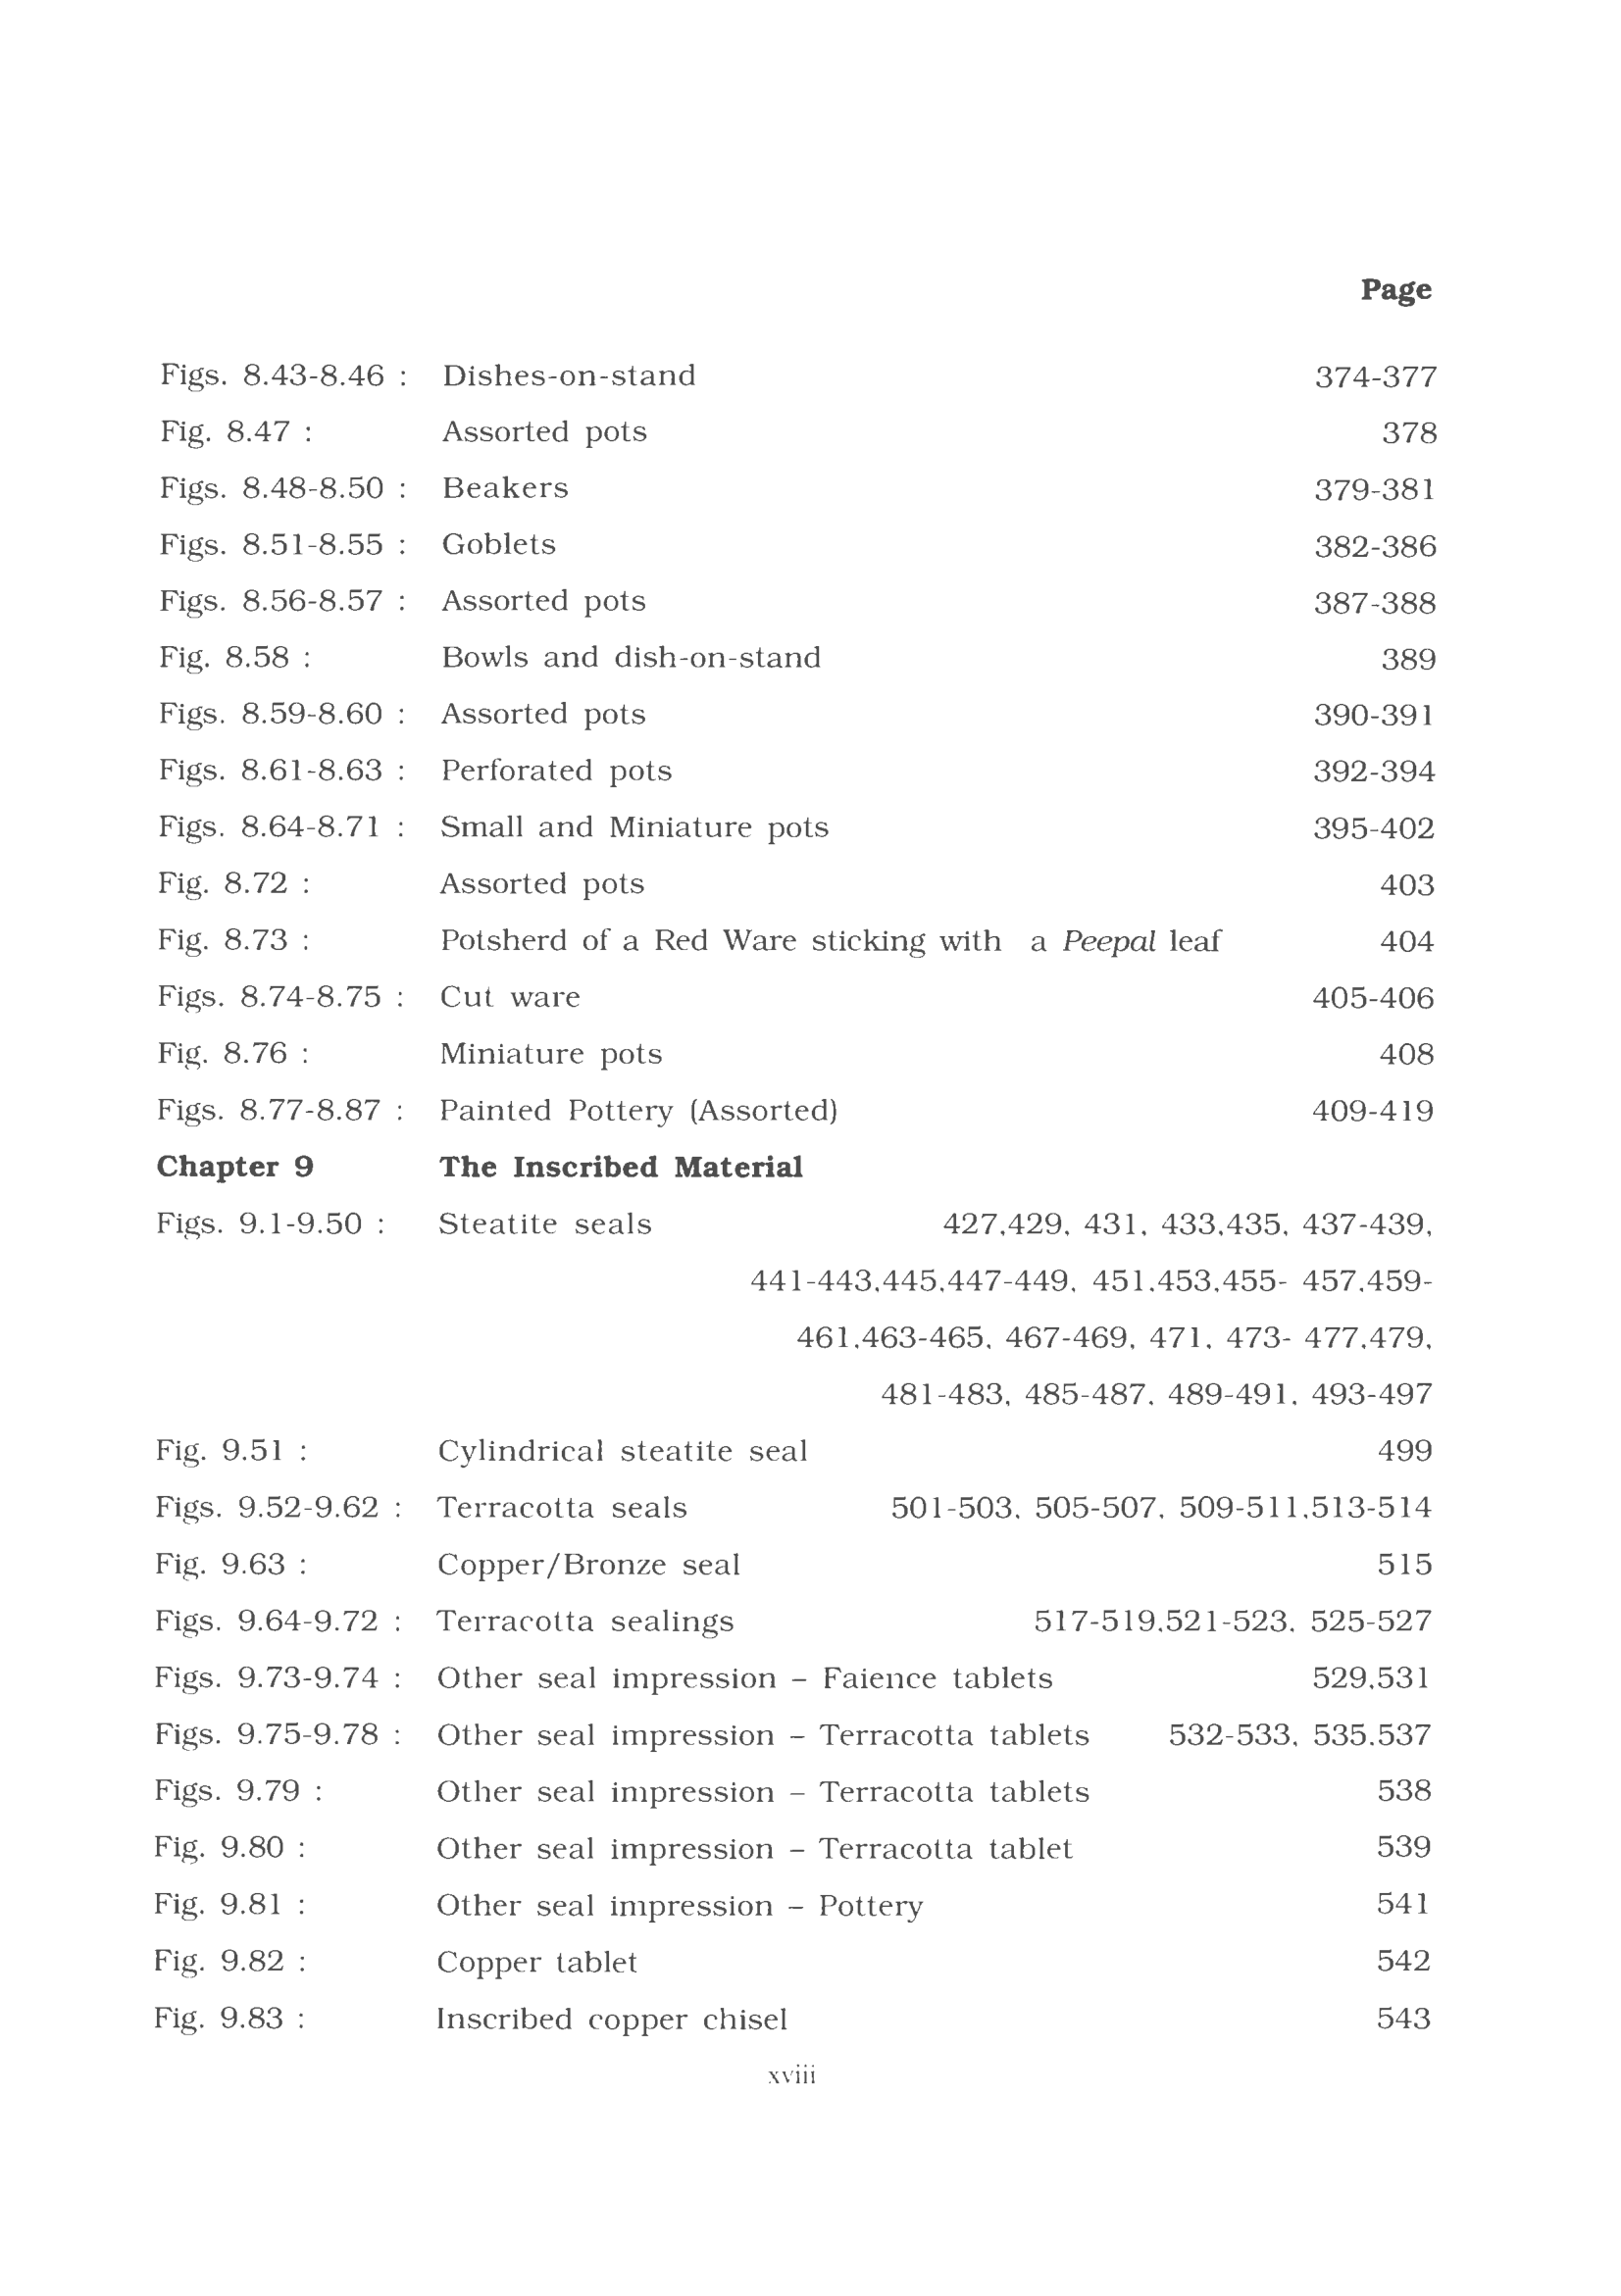 Page
Figs. 8.43-8.46 : Dishes-on-stand 374-377
Fig. 8.47 : Assorted pots 378
Figs. 8.48-8.50 : Beakers 379-381
Figs. 8.51-8.55 : Goblets 382-386
Figs. 8.56-8.57 : Assorted pots 387-388
Fig. 8.58 : Bowls and dish-on-stand 389
Figs. 8.59-8.60 : Assorted pots 390-391
Figs. 8.61-8.63 : Perforated pots 392-394
Figs. 8.64-8.71 : Small and Miniature pots 395-402
Fig. 8.72 : Assorted pots 403
Fig. 8.73 : Potsherd of a Red Ware sticking with a Peepal leaf 404
Figs. 8.74-8.75 : Cut ware 405-406
Fig. 8.76 : Miniature pots 408
Figs. 8.77-8.87 : Painted Pottery (Assorted) 409-419
Chapter 9 The Inscribed Material
Figs. 9.1-9.50 : Steatite seals 427,429, 431, 433,435, 437-439,
441-443,445,447-449, 451,453,455- 457,459-
461,463-465, 467-469, 471, 473- 477,479,
481-483, 485-487, 489-491, 493-497
Fig. 9.51 : Cylindrical steatite seal 499
Figs. 9.52-9.62 : Terracotta seals 501-503, 505-507, 509-511,513-514
Fig. 9.63 : Copper/Bronze seal 515
Figs. 9.64-9.72 : Terracotta sealings 517-519,521-523, 525-527
Figs. 9.73-9.74 : Other seal impression – Faience tablets 529,531
Figs. 9.75-9.78 : Other seal impression – Terracotta tablets 532-533, 535,537
Figs. 9.79 : Other seal impression – Terracotta tablets 538
Fig. 9.80 : Other seal impression – Terracotta tablet 539
Fig. 9.81 : Other seal impression – Pottery 541
Fig. 9.82 : Copper tablet 542
Fig. 9.83 : Inscribed copper chisel 543
xviii